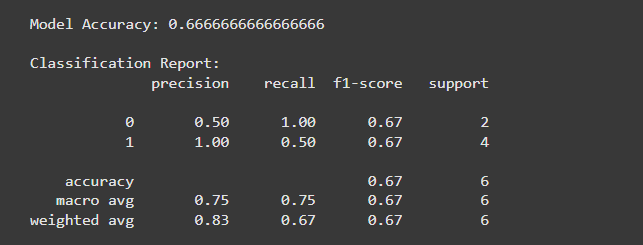 Model Accuracy: 0.6666666666666666
Classification Report:
precision recall f1-score support
0 0.50 1.00 0.67 2
1 1.00 0.50 0.67 4
accuracy 0.67 6
macro avg 0.75 0.75 0.67 6
weighted avg 0.83 0.67 0.67 6